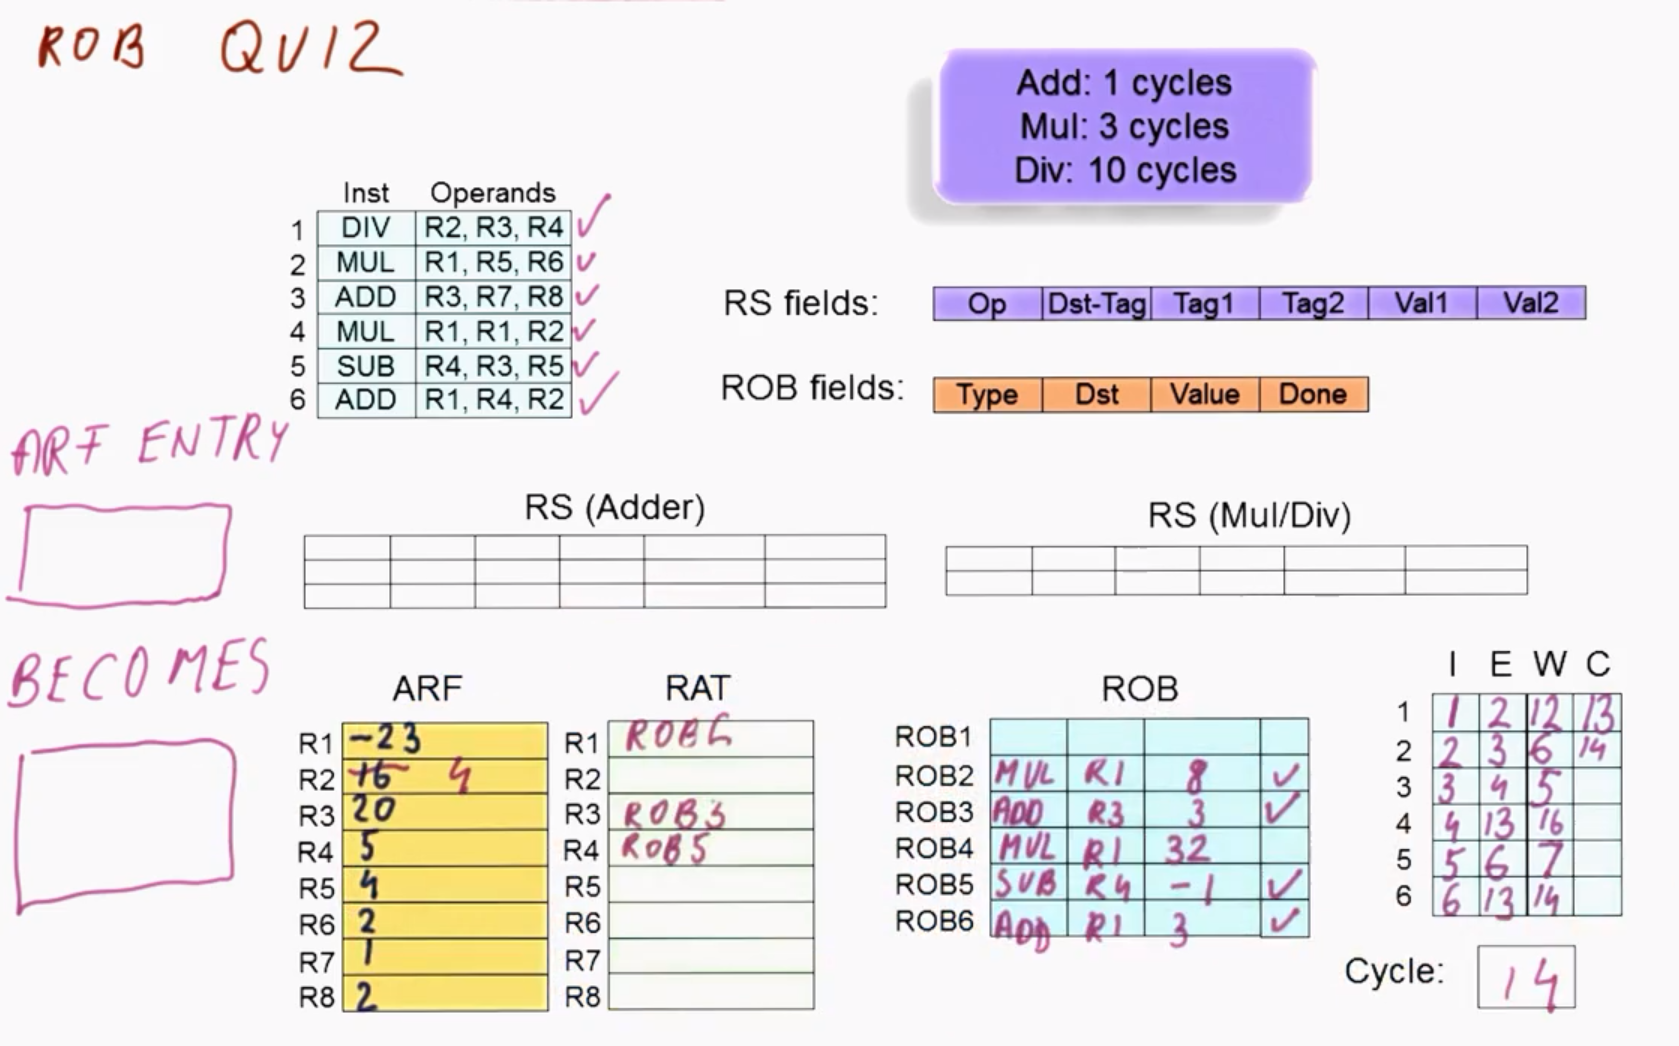 ROB QUIZ
Add: 1 cycles
Mul: 3 cycles
Div: 10 cycles
Inst Operands
1 DIV R2, R3, R4 ✓
2 MUL R1, R5, R6 ✓
3 ADD R3, R7, R8 ✓
4 MUL R1, R1, R2 ✓
5 SUB R4, R3, R5 ✓
6 ADD R1, R4, R2 ✓
RS fields: Op Dst-Tag Tag1 Tag2 Val1 Val2
ROB fields: Type Dst Value Done
ARF ENTRY
RS (Adder)
RS (Mul/Div)
BECOMES
ARF
R1 -23
R2 16 4
R3 20
R4 5
R5 4
R6 2
R7 1
R8 2
RAT
R1 ROB6
R2
R3 ROB3
R4 ROB5
R5
R6
R7
R8
ROB
ROB1
ROB2 MUL R1 8 ✓
ROB3 ADD R3 3 ✓
ROB4 MUL R1 32
ROB5 SUB R4 -1 ✓
ROB6 ADD R1 3 ✓
I E W C
1 1 2 12 13
2 2 3 6 14
3 3 4 5
4 4 13 16
5 5 6 7
6 6 13 14
Cycle: 14